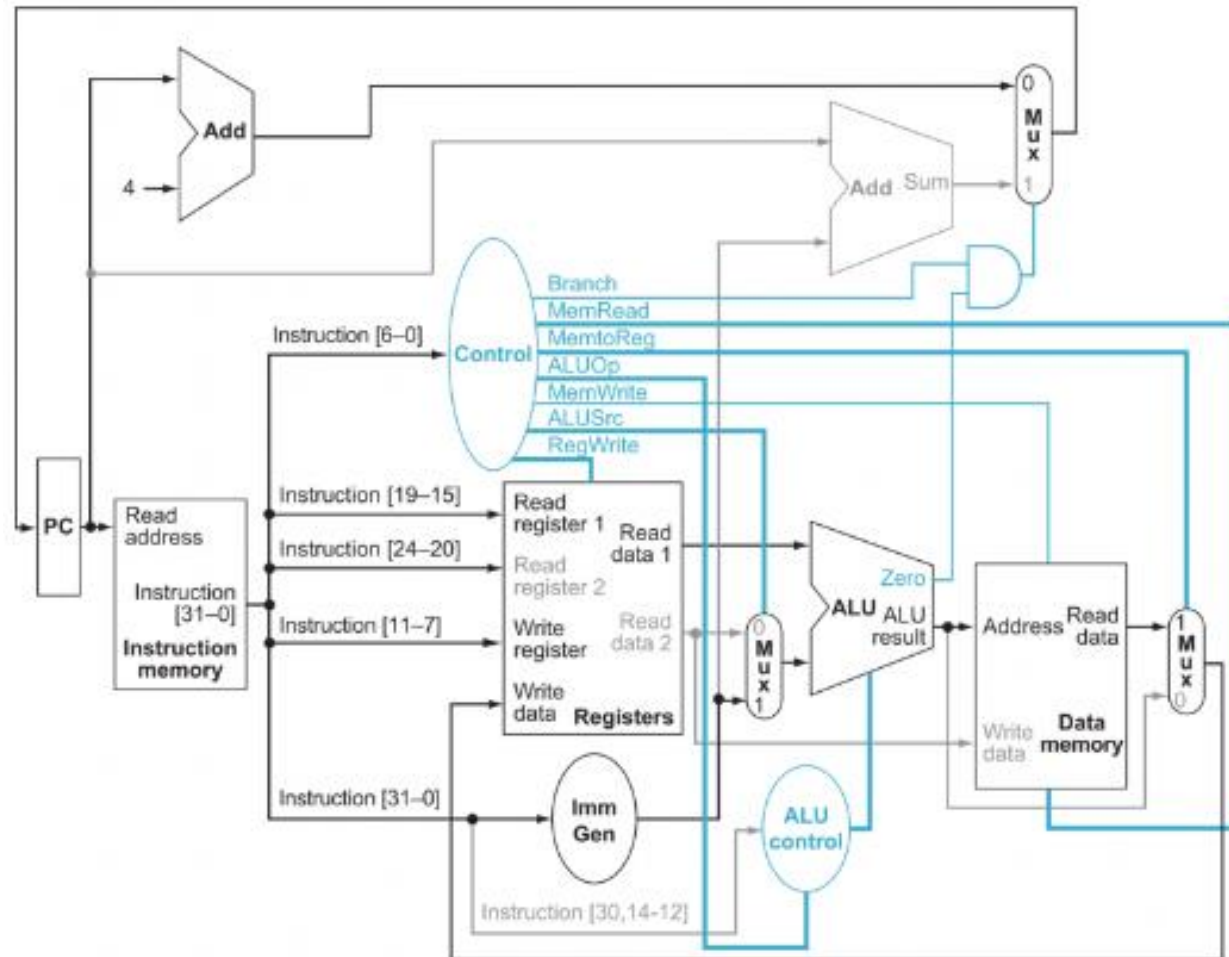 0
Mux
1
Add
4
Add
Sum
Branch
MemRead
MemtoReg
ALUOp
MemWrite
ALUSrc
RegWrite
Instruction [6–0]
Control
PC
Read
address
Instruction
[31–0]
Instruction
memory
Instruction [19–15]
Instruction [24–20]
Instruction [11–7]
Read
register 1
Read
register 2
Write
register
Write
data
Read
data 1
Read
data 2
Registers
0
Mux
1
Zero
ALU
ALU
result
Address
Read
data
Write
data
Data
memory
1
Mux
0
Instruction [31–0]
Imm
Gen
ALU
control
Instruction [30,14-12]